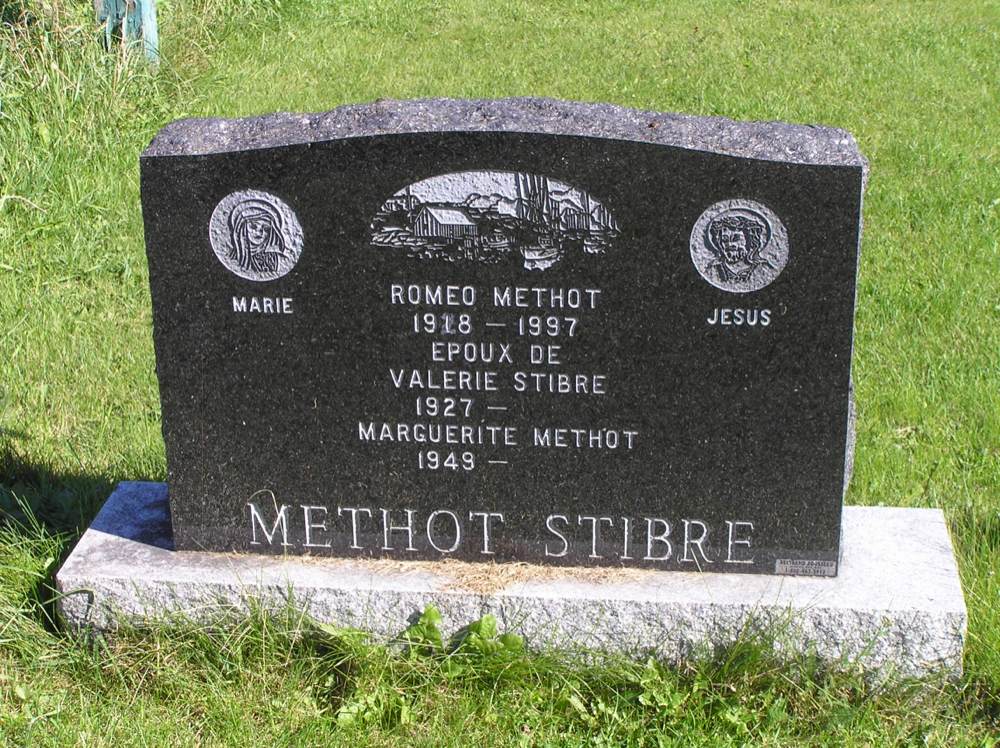 MARIE
JESUS
ROMEO METHOT
1918 — 1997
EPOUX DE
VALERIE STIBRE
1927 —
MARGUERITE METHOT
1949 —
METHOT STIBRE